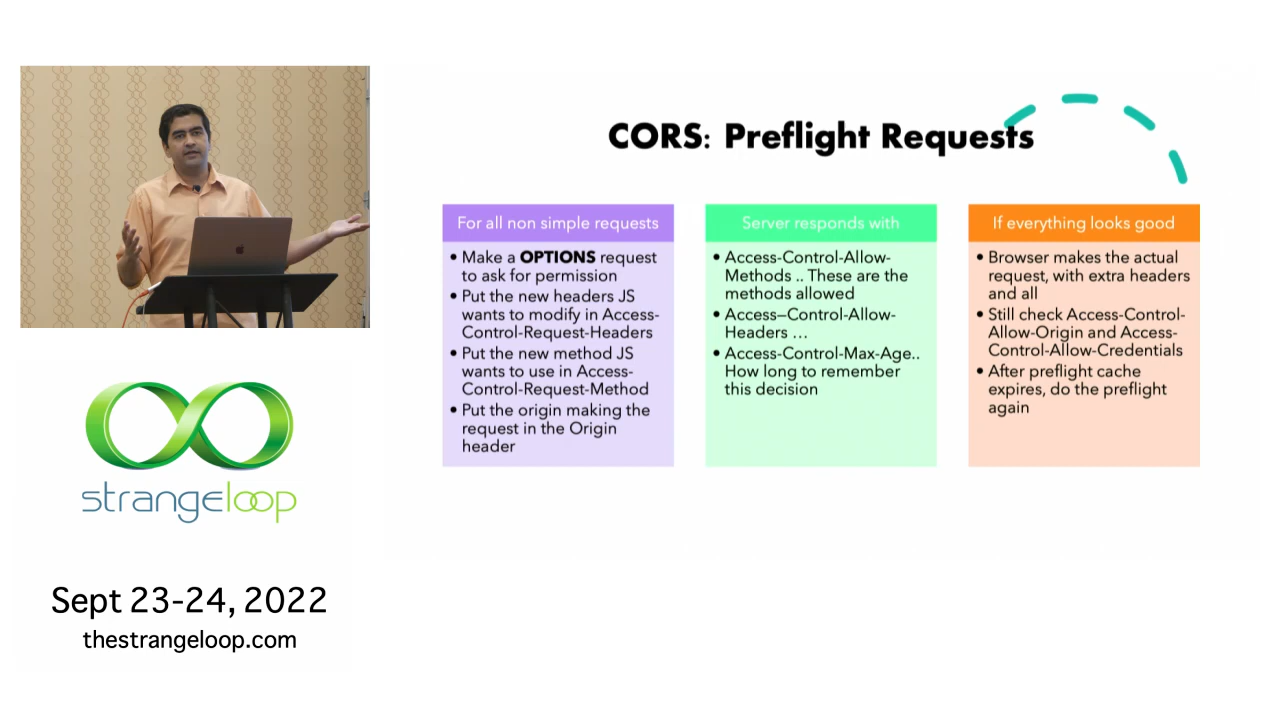 CORS: Preflight Requests
For all non simple requests
• Make a OPTIONS request
to ask for permission
• Put the new headers JS
wants to modify in Access-
Control-Request-Headers
• Put the new method JS
wants to use in Access-
Control-Request-Method
• Put the origin making the
request in the Origin
header
Server responds with
• Access-Control-Allow-
Methods .. These are the
methods allowed
• Access–Control-Allow-
Headers …
• Access-Control-Max-Age..
How long to remember
this decision
If everything looks good
• Browser makes the actual
request, with extra headers
and all
• Still check Access-Control-
Allow-Origin and Access-
Control-Allow-Credentials
• After preflight cache
expires, do the preflight
again
strangeloop
Sept 23-24, 2022
thestrangeloop.com